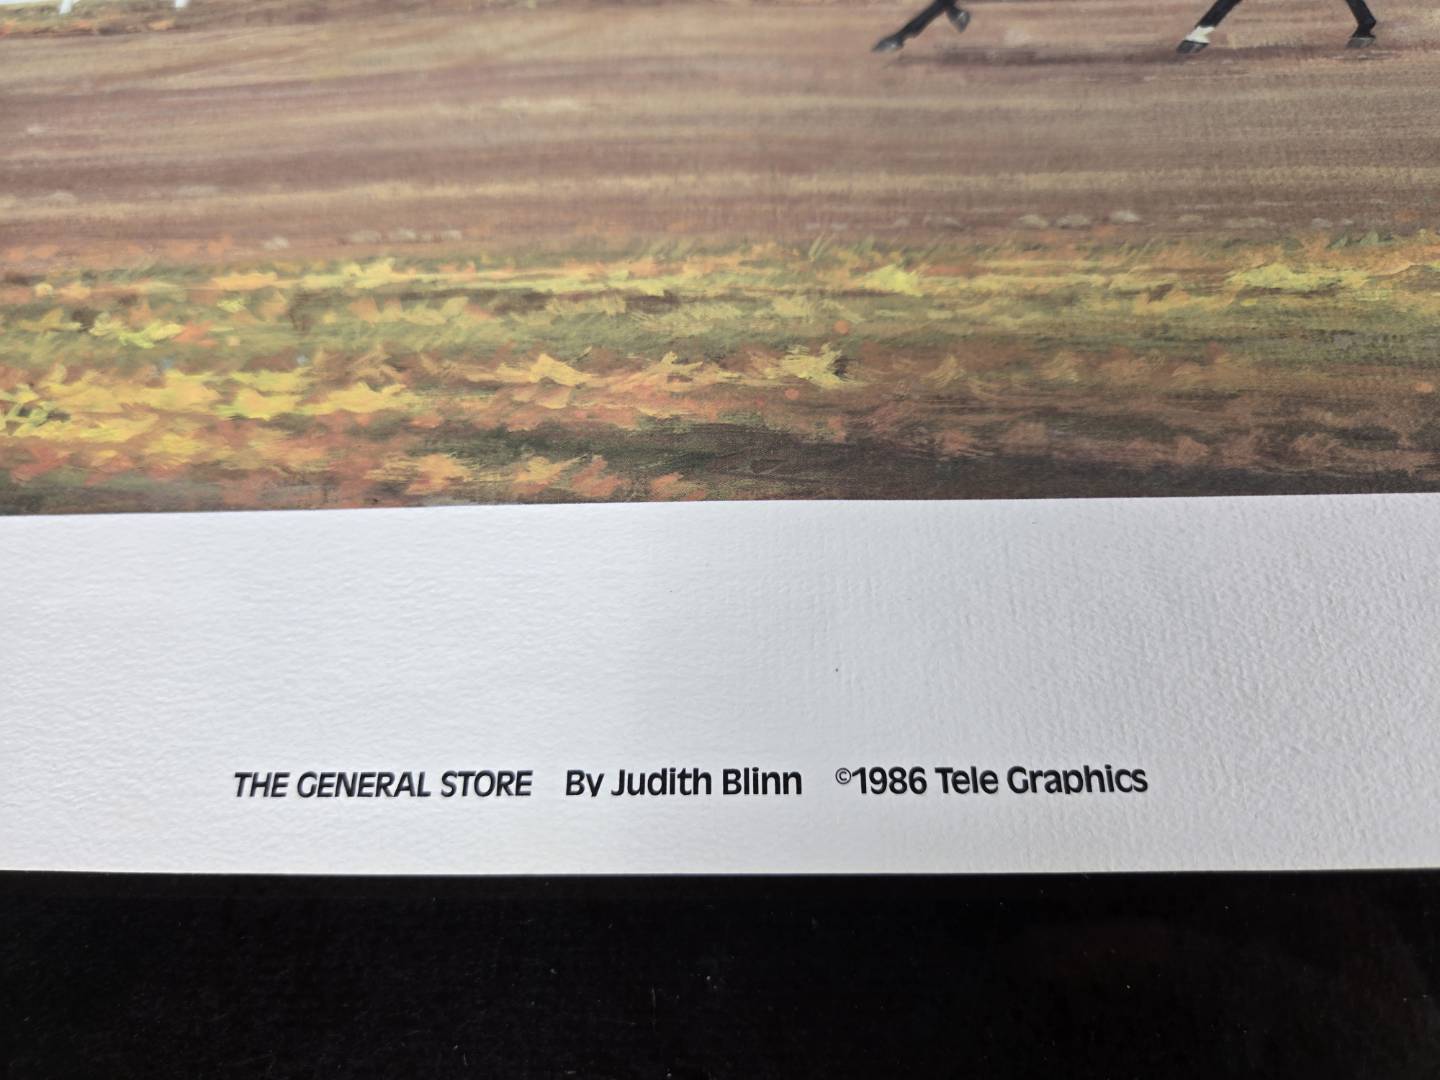 THE GENERAL STORE By Judith Blinn ©1986 Tele Graphics